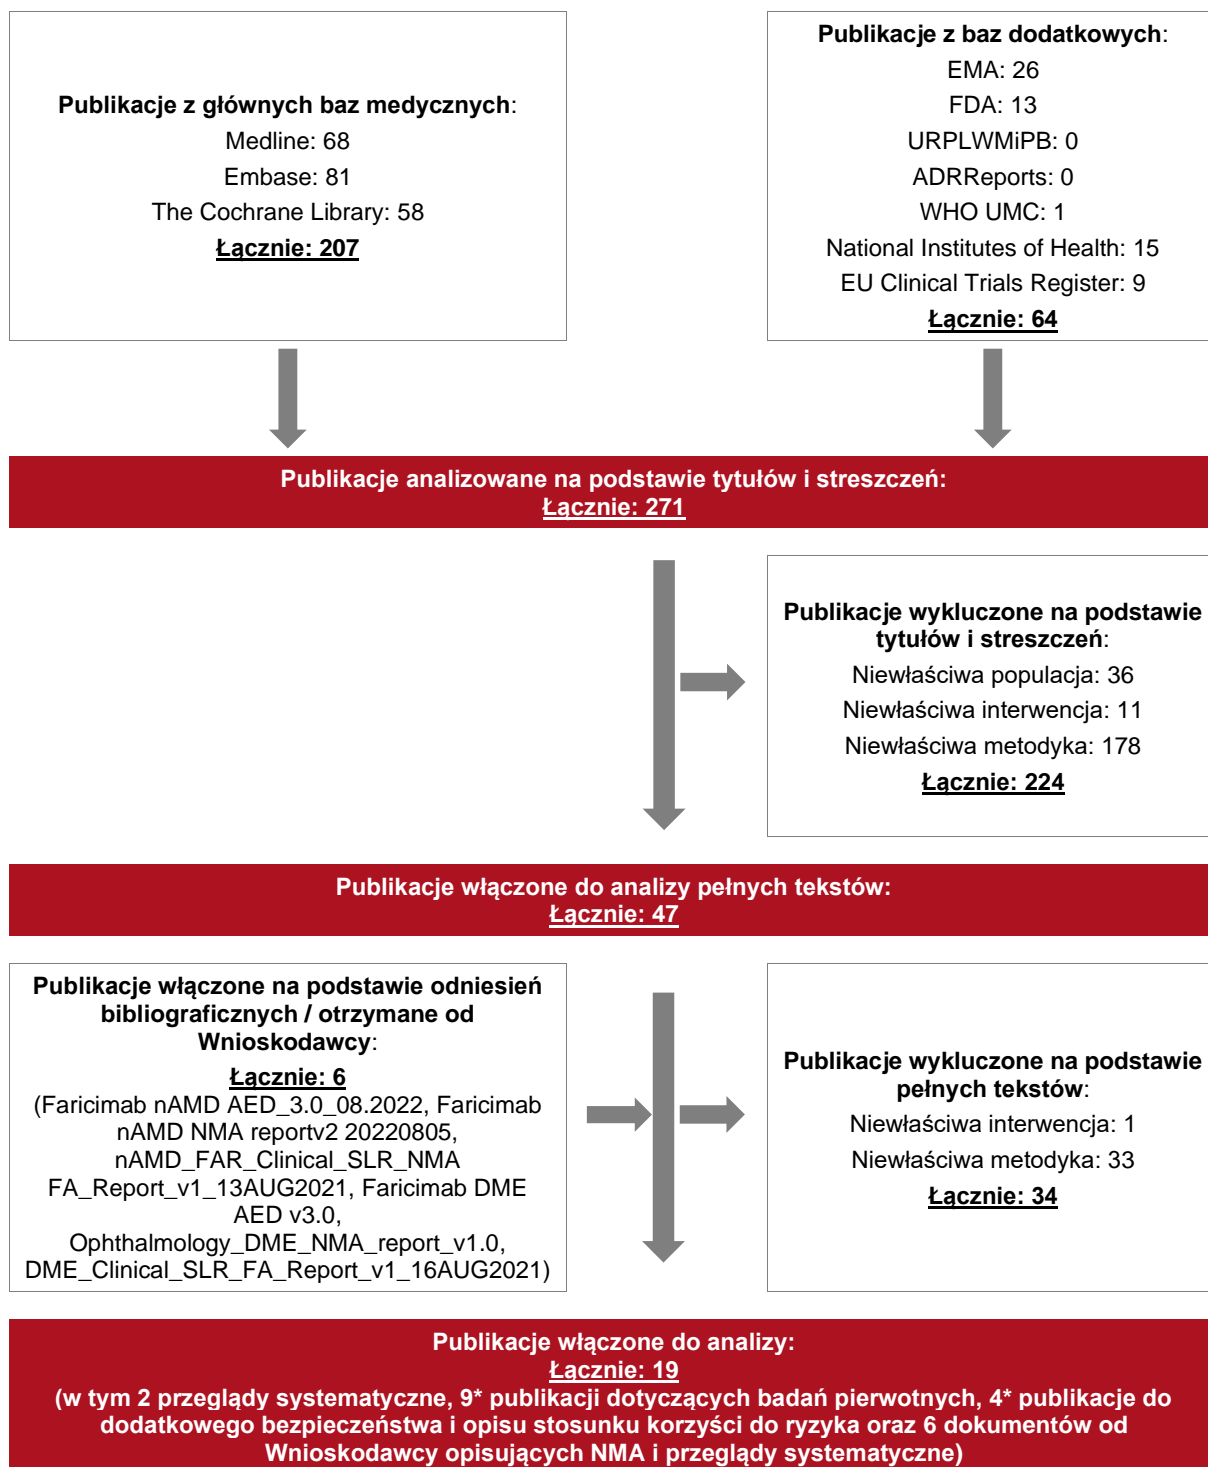 Publikacje z głównych baz medycznych:
Medline: 68
Embase: 81
The Cochrane Library: 58
Łącznie: 207
Publikacje z baz dodatkowych:
EMA: 26
FDA: 13
URPLWMiPB: 0
ADRReports: 0
WHO UMC: 1
National Institutes of Health: 15
EU Clinical Trials Register: 9
Łącznie: 64
Publikacje analizowane na podstawie tytułów i streszczeń:
Łącznie: 271
Publikacje wykluczone na podstawie
tytułów i streszczeń:
Niewłaściwa populacja: 36
Niewłaściwa interwencja: 11
Niewłaściwa metodyka: 178
Łącznie: 224
Publikacje włączone do analizy pełnych tekstów:
Łącznie: 47
Publikacje włączone na podstawie odniesień
bibliograficznych / otrzymane od
Wnioskodawcy:
Łącznie: 6
(Faricimab nAMD AED_3.0_08.2022, Faricimab
nAMD NMA reportv2 20220805,
nAMD_FAR_Clinical_SLR_NMA
FA_Report_v1_13AUG2021, Faricimab DME
AED v3.0,
Ophthalmology_DME_NMA_report_v1.0,
DME_Clinical_SLR_FA_Report_v1_16AUG2021)
Publikacje wykluczone na podstawie
pełnych tekstów:
Niewłaściwa interwencja: 1
Niewłaściwa metodyka: 33
Łącznie: 34
Publikacje włączone do analizy:
Łącznie: 19
(w tym 2 przeglądy systematyczne, 9* publikacji dotyczących badań pierwotnych, 4* publikacje do
dodatkowego bezpieczeństwa i opisu stosunku korzyści do ryzyka oraz 6 dokumentów od
Wnioskodawcy opisujących NMA i przeglądy systematyczne)